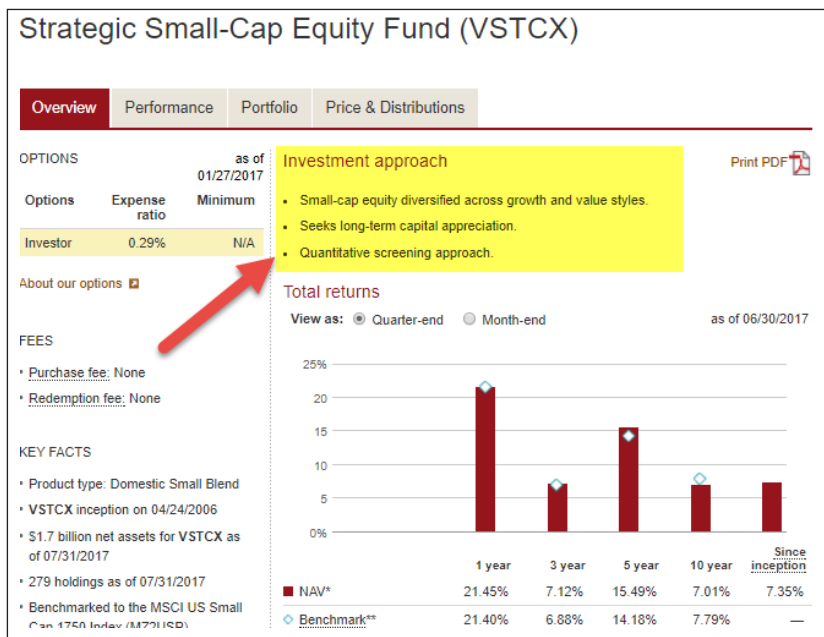 Strategic Small-Cap Equity Fund (VSTCX)
Overview Performance Portfolio Price & Distributions
OPTIONS as of 01/27/2017
Options Expense ratio Minimum
Investor 0.29% N/A
About our options
FEES
Purchase fee: None
Redemption fee: None
KEY FACTS
Product type: Domestic Small Blend
VSTCX inception on 04/24/2006
$1.7 billion net assets for VSTCX as
of 07/31/2017
279 holdings as of 07/31/2017
Benchmarked to the MSCI US Small
Cap 1750 Index (MZ2USP)
Investment approach
Print PDF
Small-cap equity diversified across growth and value styles.
Seeks long-term capital appreciation.
Quantitative screening approach.
Total returns
View as: Quarter-end Month-end as of 06/30/2017
25%
20
15
10
5
0%
1 year 3 year 5 year 10 year Since inception
NAV* 21.45% 7.12% 15.49% 7.01% 7.35%
Benchmark** 21.40% 6.88% 14.18% 7.79% —